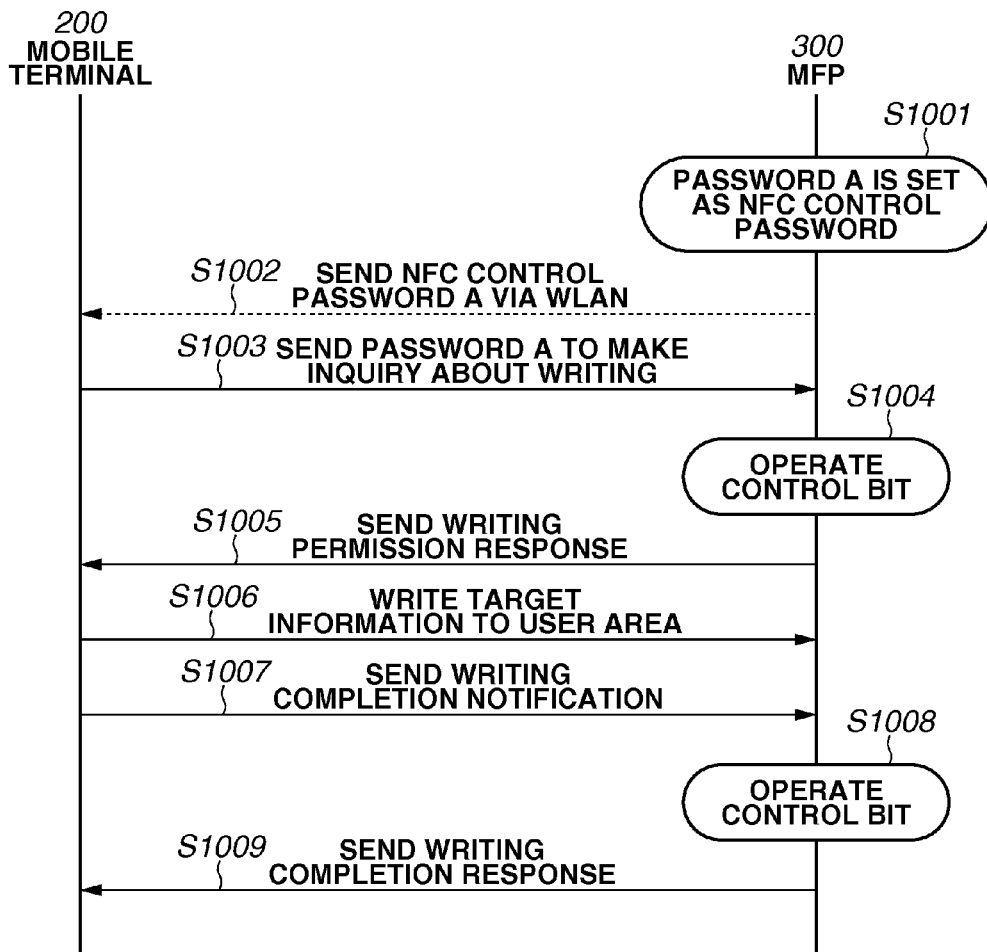 200
MOBILE
TERMINAL
300
MFP
S1001
PASSWORD A IS SET
AS NFC CONTROL
PASSWORD
S1002
SEND NFC CONTROL
PASSWORD A VIA WLAN
S1003
SEND PASSWORD A TO MAKE
INQUIRY ABOUT WRITING
S1004
OPERATE
CONTROL BIT
S1005
SEND WRITING
PERMISSION RESPONSE
S1006
WRITE TARGET
INFORMATION TO USER AREA
S1007
SEND WRITING
COMPLETION NOTIFICATION
S1008
OPERATE
CONTROL BIT
S1009
SEND WRITING
COMPLETION RESPONSE